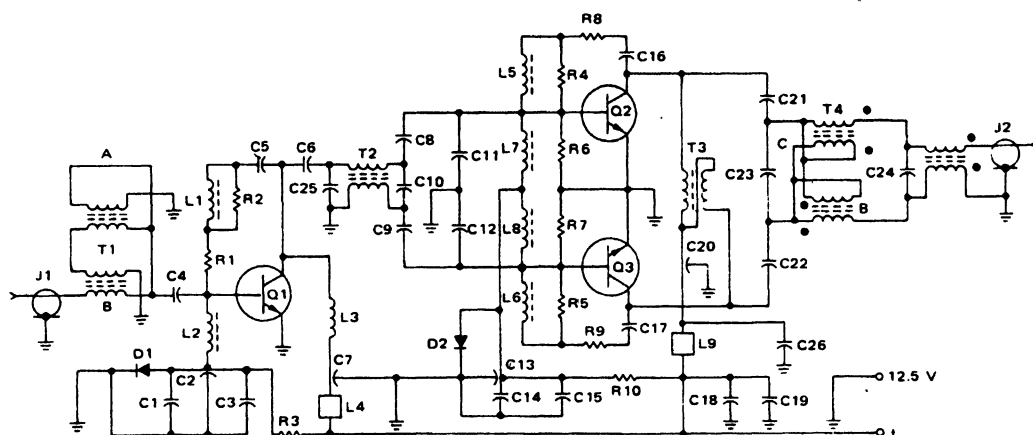 R8
C16
L5
R4
Q2
C21
T4
J2
C5
C6
T2
C8
C11
L7
R6
T3
C
C23
C24
A
L1
R2
C25
C10
C9
C12
L8
R7
B
T1
R1
C20
C22
J1
C4
Q1
L3
L6
R5
Q3
B
L2
D2
R9
C17
L9
C26
D1
C7
C13
C2
C1
C3
L4
C14
C15
R10
C18
C19
12.5 V
R3
+